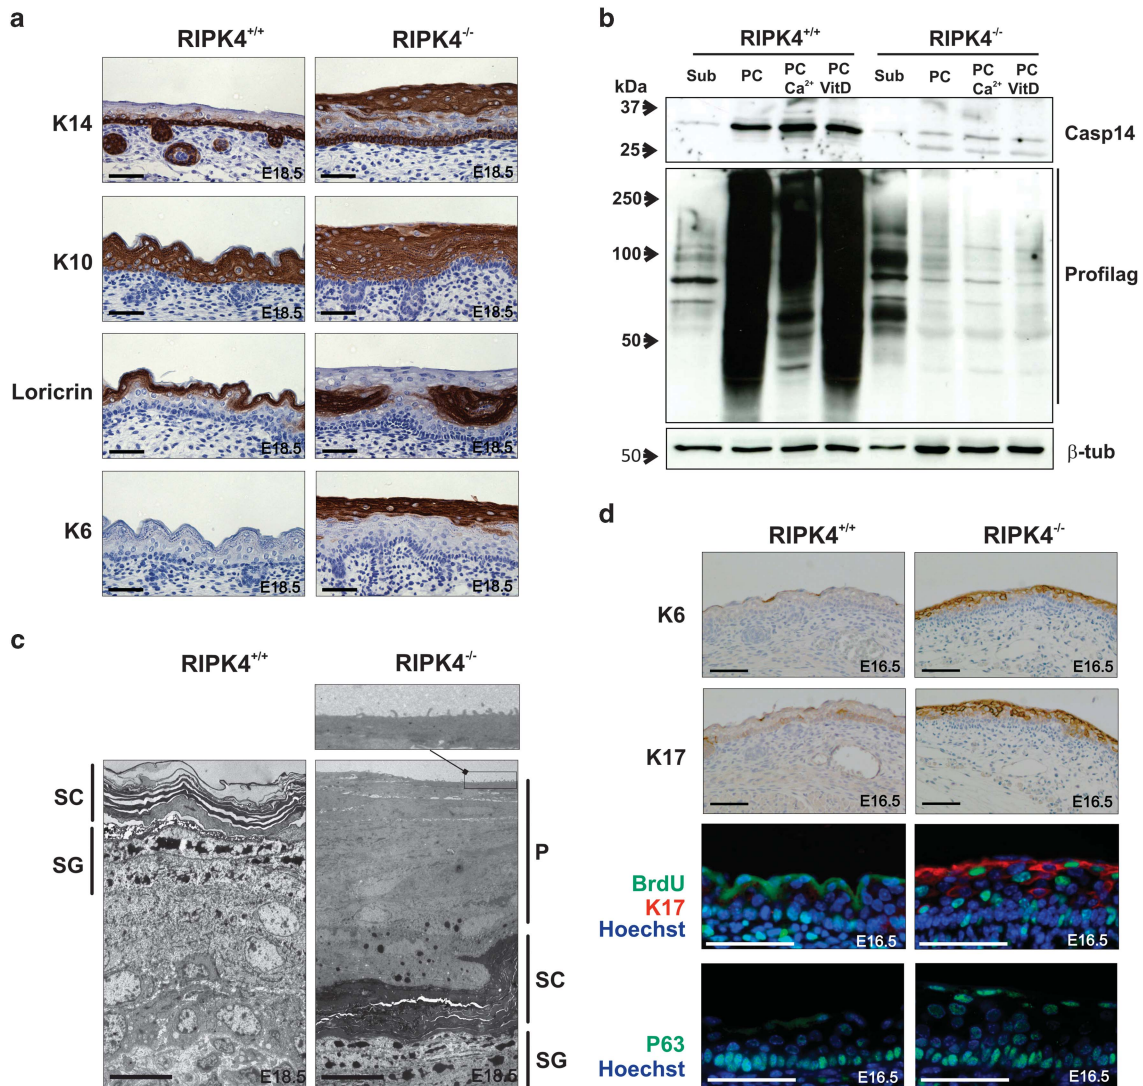 a
RIPK4+/+ RIPK4-/-
K14
E18.5 E18.5
K10
E18.5 E18.5
Loricrin
E18.5 E18.5
K6
E18.5 E18.5
b
RIPK4+/+ RIPK4-/-
kDa Sub PC PC Ca2+ PC VitD Sub PC PC Ca2+ PC VitD
37
25
Casp14
250
100
50
Profilag
50
β-tub
c
RIPK4+/+ RIPK4-/-
SC
SG
P
SC
SG
E18.5 E18.5
d
RIPK4+/+ RIPK4-/-
K6
E16.5 E16.5
K17
E16.5 E16.5
BrdU
K17
Hoechst
E16.5 E16.5
P63
Hoechst
E16.5 E16.5